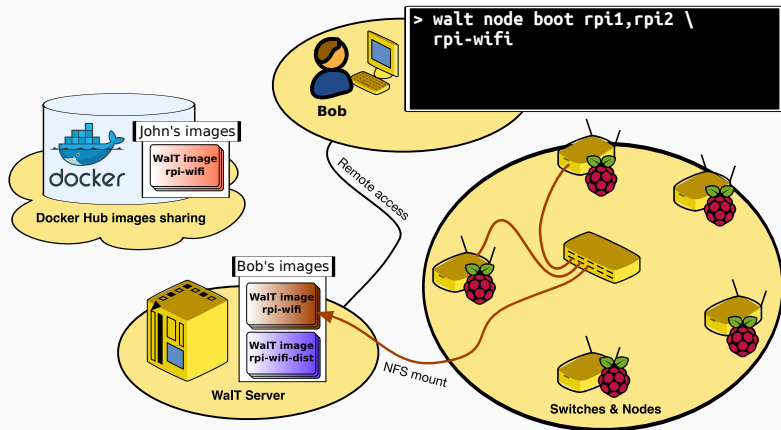 > walt node boot rpi1,rpi2 \
rpi-wifi
Bob
John's images
WalT image
rpi-wifi
docker
Docker Hub images sharing
Remote access
Bob's images
WalT image
rpi-wifi
WalT image
rpi-wifi-dist
WalT Server
NFS mount
Switches & Nodes